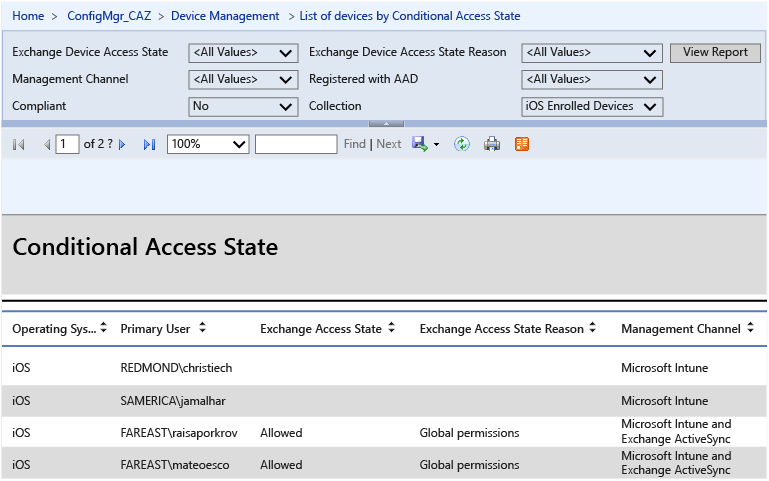 Home > ConfigMgr_CAZ > Device Management > List of devices by Conditional Access State
Exchange Device Access State <All Values> Exchange Device Access State Reason <All Values> View Report
Management Channel <All Values> Registered with AAD <All Values>
Compliant No Collection iOS Enrolled Devices
1 of 2 ? 100% Find | Next
Conditional Access State
Operating Sys... Primary User Exchange Access State Exchange Access State Reason Management Channel
iOS REDMOND\christiech Microsoft Intune
iOS SAMERICA\jamalhar Microsoft Intune
iOS FAREAST\raisaporkrov Allowed Global permissions Microsoft Intune and
Exchange ActiveSync
iOS FAREAST\mateoesco Allowed Global permissions Microsoft Intune and
Exchange ActiveSync